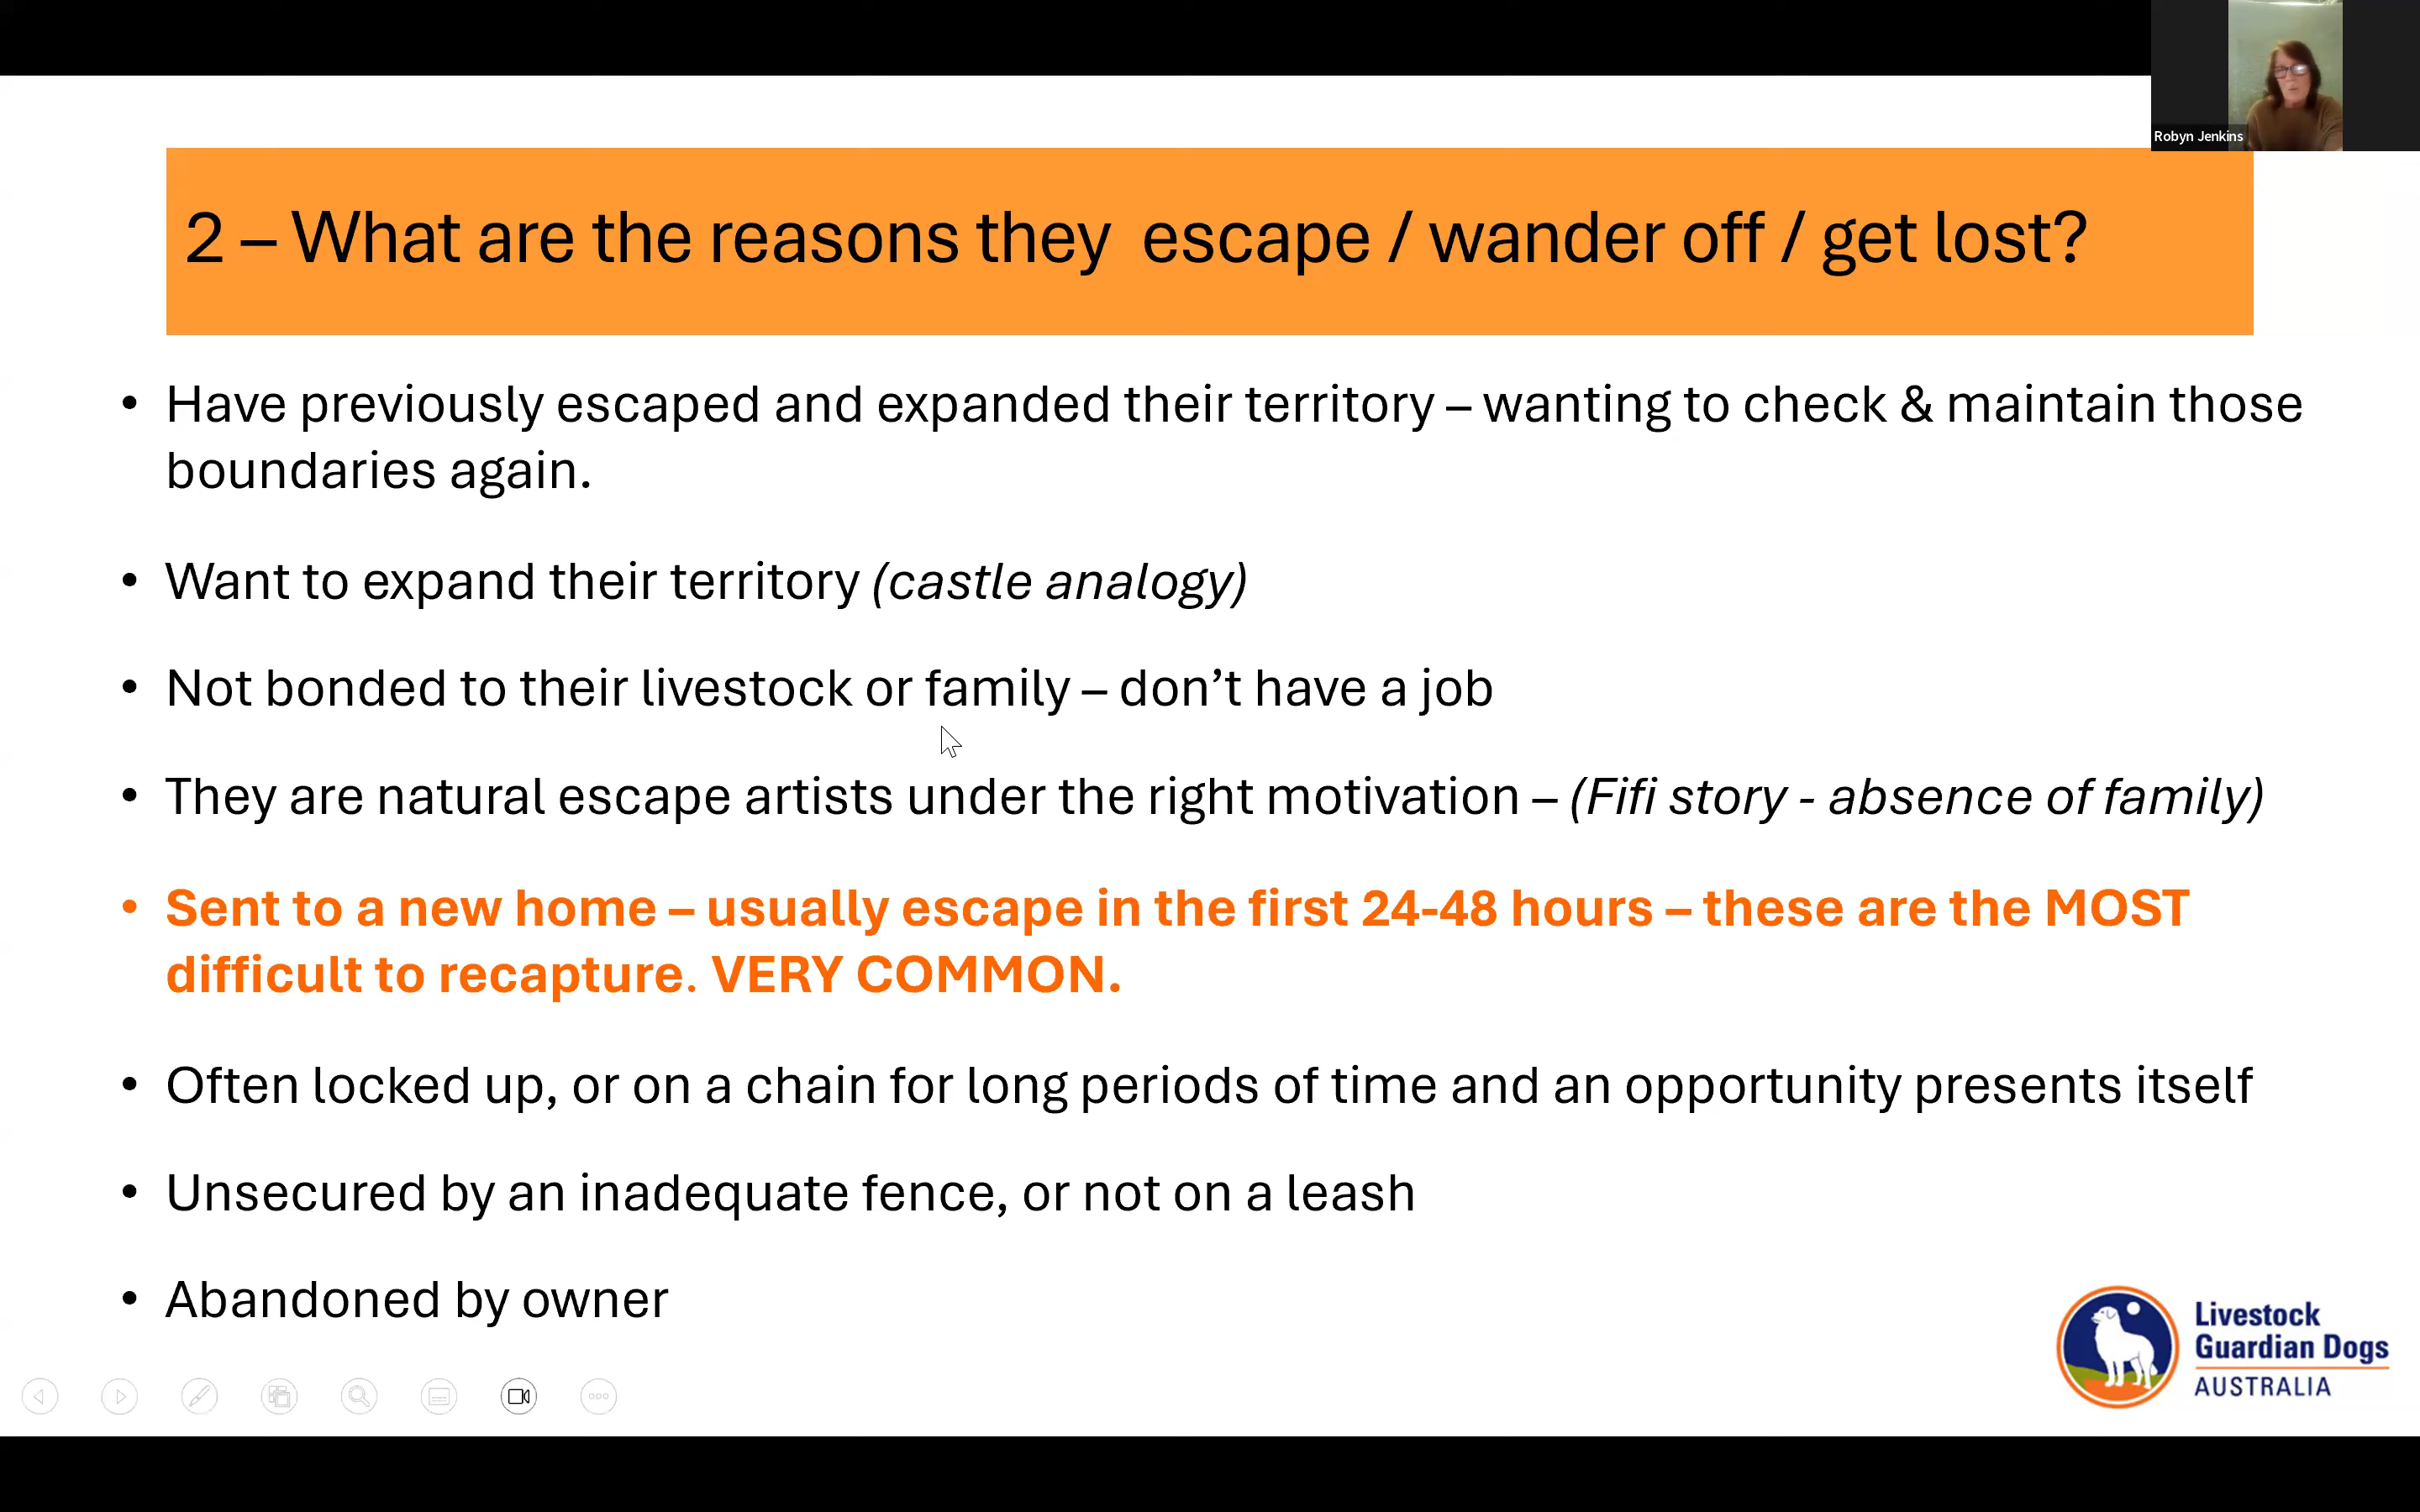 Robyn Jenkins
2 – What are the reasons they  escape / wander off / get lost?
• Have previously escaped and expanded their territory – wanting to check & maintain those
boundaries again.
• Want to expand their territory (castle analogy)
• Not bonded to their livestock or family – don’t have a job
• They are natural escape artists under the right motivation – (Fifi story - absence of family)
• Sent to a new home – usually escape in the first 24-48 hours – these are the MOST
difficult to recapture. VERY COMMON.
• Often locked up, or on a chain for long periods of time and an opportunity presents itself
• Unsecured by an inadequate fence, or not on a leash
• Abandoned by owner
Livestock
Guardian Dogs
AUSTRALIA